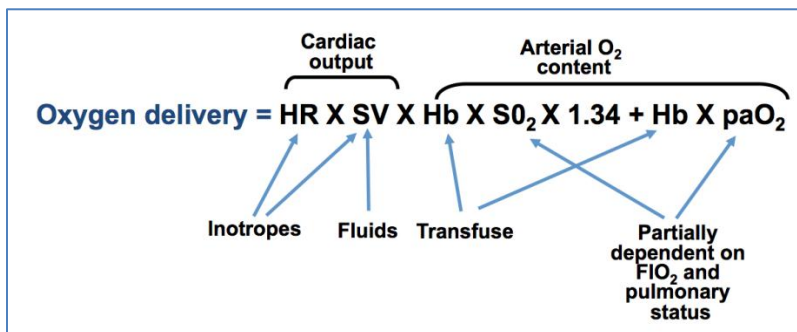 Cardiac
output
Arterial O₂
content
Oxygen delivery = HR X SV X Hb X S0₂ X 1.34 + Hb X paO₂
Inotropes
Fluids
Transfuse
Partially
dependent on
FIO₂ and
pulmonary
status